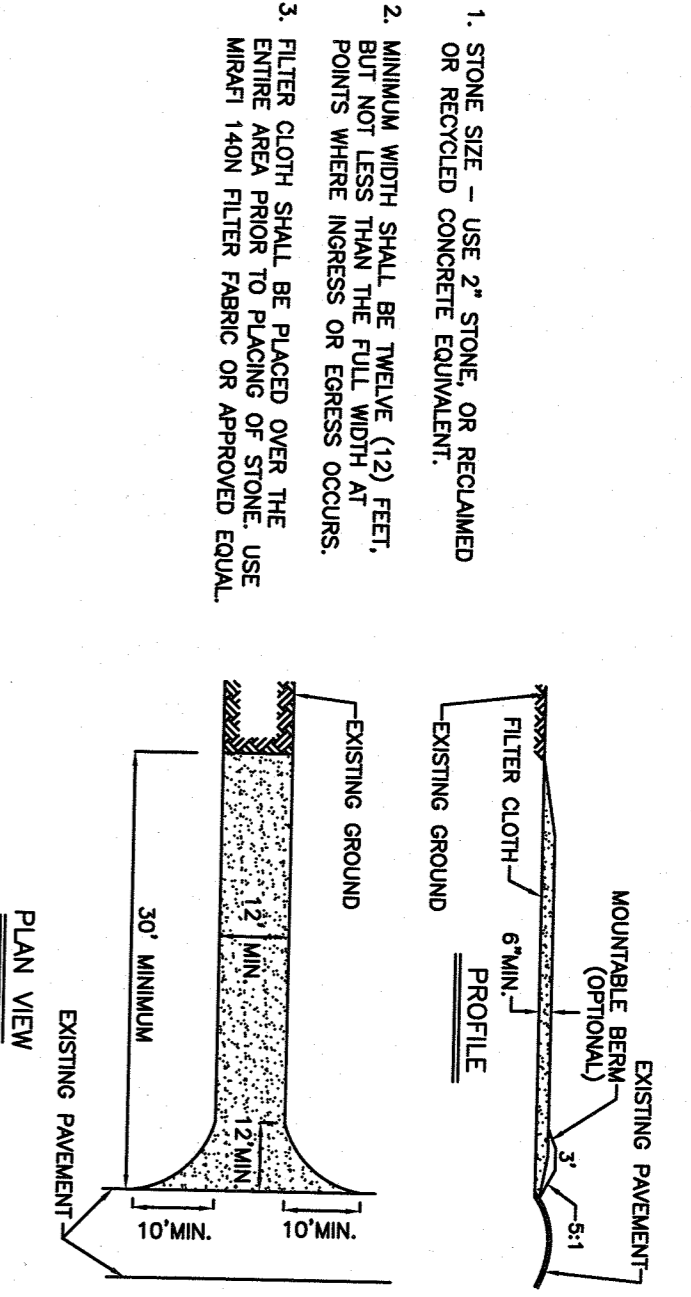 1. STONE SIZE – USE 2" STONE, OR RECLAIMED
OR RECYCLED CONCRETE EQUIVALENT.
2. MINIMUM WIDTH SHALL BE TWELVE (12) FEET,
BUT NOT LESS THAN THE FULL WIDTH AT
POINTS WHERE INGRESS OR EGRESS OCCURS.
3. FILTER CLOTH SHALL BE PLACED OVER THE
ENTIRE AREA PRIOR TO PLACING OF STONE. USE
MIRAFI 140N FILTER FABRIC OR APPROVED EQUAL.
EXISTING PAVEMENT
MOUNTABLE BERM
(OPTIONAL)
3'
5:1
6"MIN.
FILTER CLOTH
EXISTING GROUND
PROFILE
EXISTING GROUND
12'
MIN.
12'MIN.
10'MIN.
10'MIN.
30' MINIMUM
EXISTING PAVEMENT
PLAN VIEW